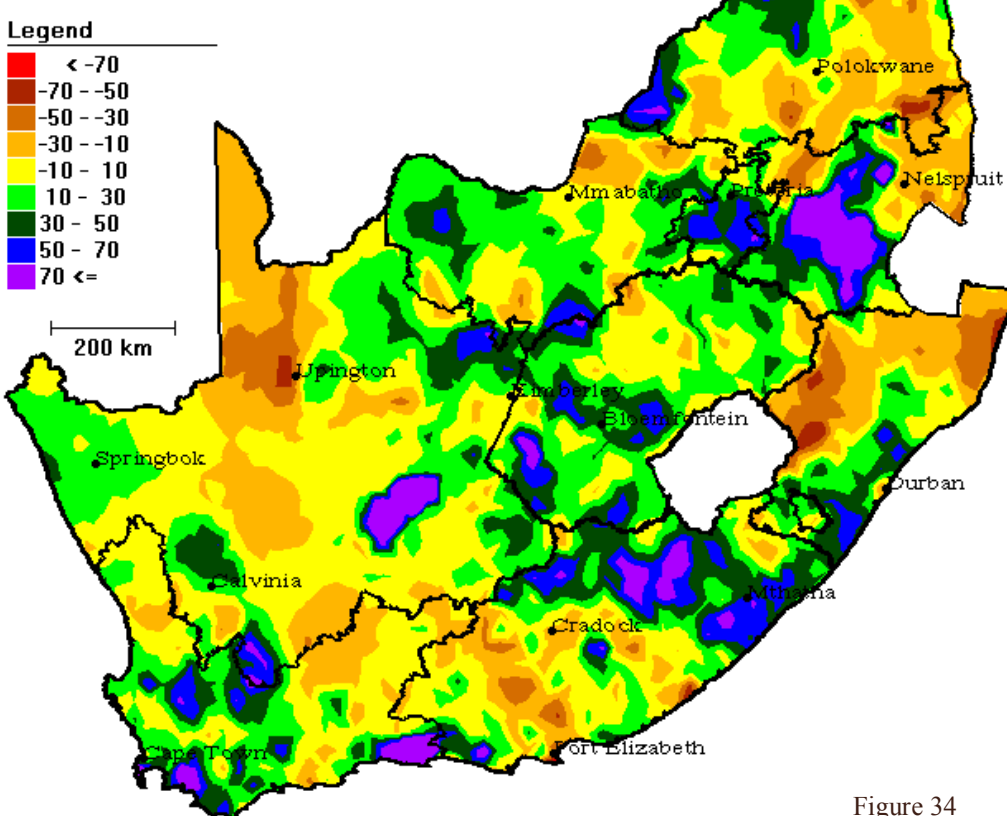 Legend
< -70
-70 - -50
-50 - -30
-30 - -10
-10 - 10
10 - 30
30 - 50
50 - 70
70 <=
200 km
Polokwane
Nelspruit
Mmabatho
Pretoria
Upington
Kimberley
Bloemfontein
Springbok
Durban
Calvinia
Mthatha
Cradock
Cape Town
Port Elizabeth
Figure 34